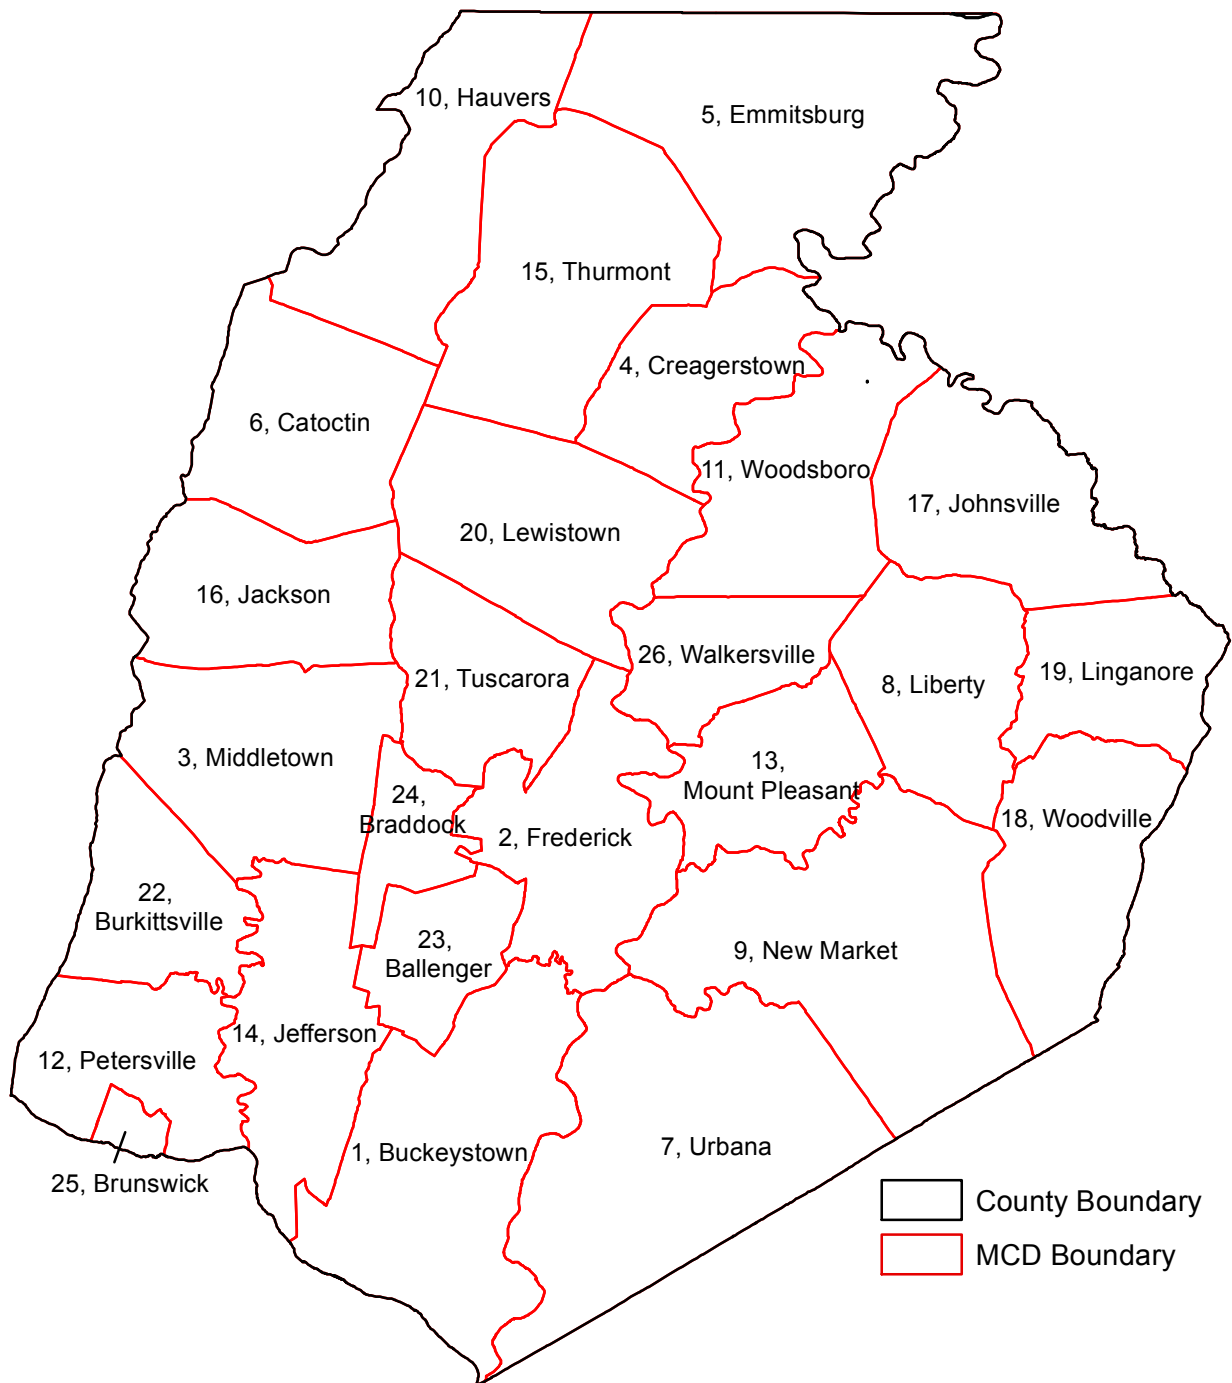 10, Hauvers
5, Emmitsburg
15, Thurmont
4, Creagerstown
6, Catoctin
11, Woodsboro
17, Johnsville
20, Lewistown
16, Jackson
26, Walkersville
21, Tuscarora
8, Liberty
19, Linganore
3, Middletown
13,
Mount Pleasant
24,
Braddock
2, Frederick
18, Woodville
22,
Burkittsville
23,
Ballenger
9, New Market
14, Jefferson
12, Petersville
1, Buckeystown
7, Urbana
25, Brunswick
County Boundary
MCD Boundary